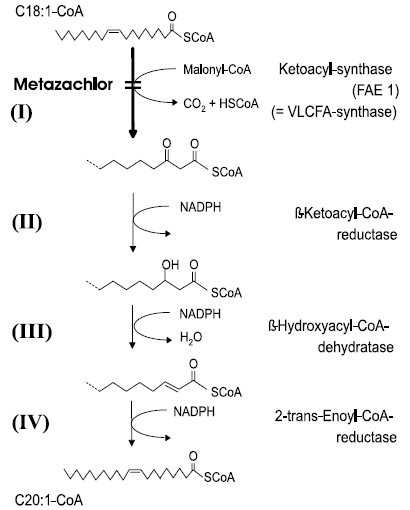 C18:1-CoA
O
SCoA
Metazachlor
Malonyl-CoA
Ketoacyl-synthase
(FAE 1)
(I)
CO2 + HSCoA
(= VLCFA-synthase)
O O
SCoA
(II)
NADPH
ß-Ketoacyl-CoA-
reductase
OH O
SCoA
(III)
NADPH
H2O
ß-Hydroxyacyl-CoA-
dehydratase
O
SCoA
(IV)
NADPH
2-trans-Enoyl-CoA-
reductase
O
SCoA
C20:1-CoA